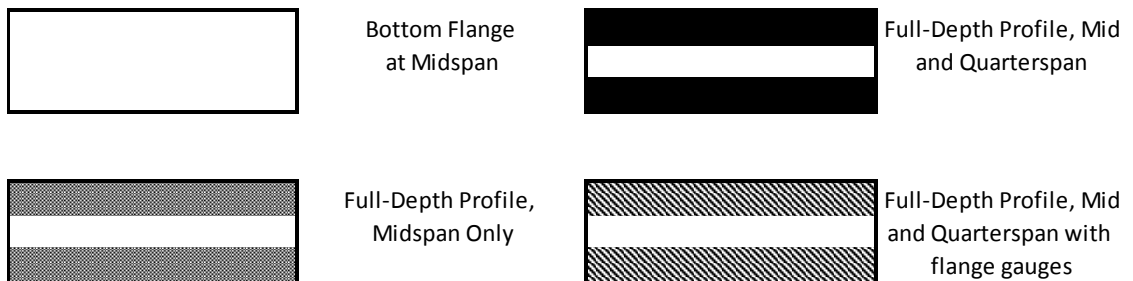 Bottom Flange
at Midspan
Full-Depth Profile, Mid
and Quarterspan
Full-Depth Profile,
Midspan Only
Full-Depth Profile, Mid
and Quarterspan with
flange gauges